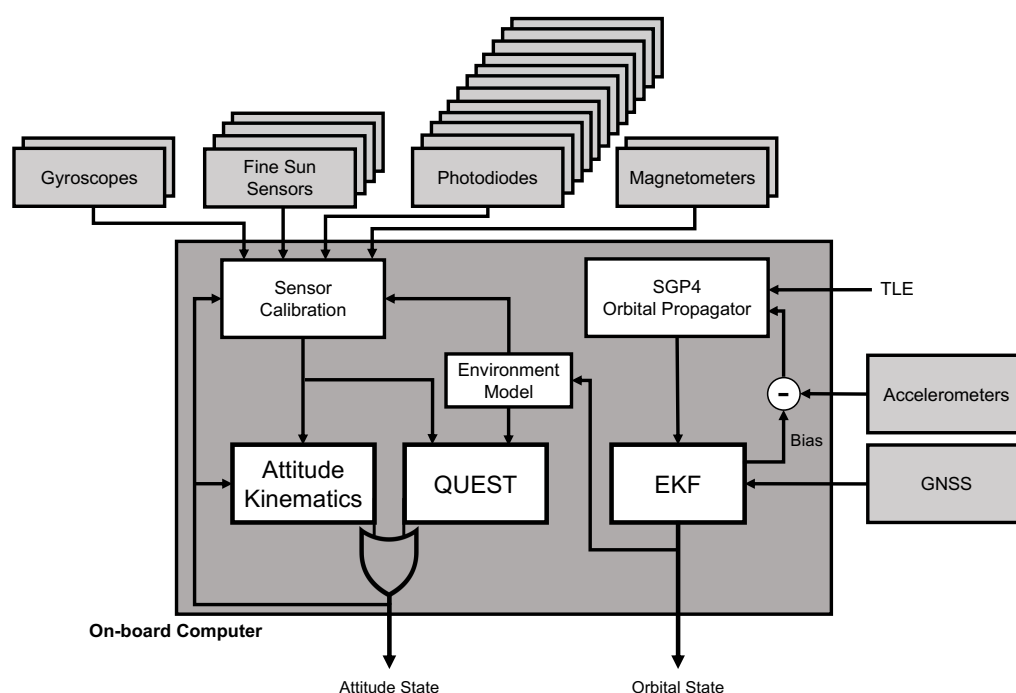 Gyroscopes
Fine Sun
Sensors
Photodiodes
Magnetometers
Sensor
Calibration
SGP4
Orbital Propagator
TLE
Environment
Model
-
Accelerometers
Bias
Attitude
Kinematics
QUEST
EKF
GNSS
On-board Computer
Attitude State
Orbital State